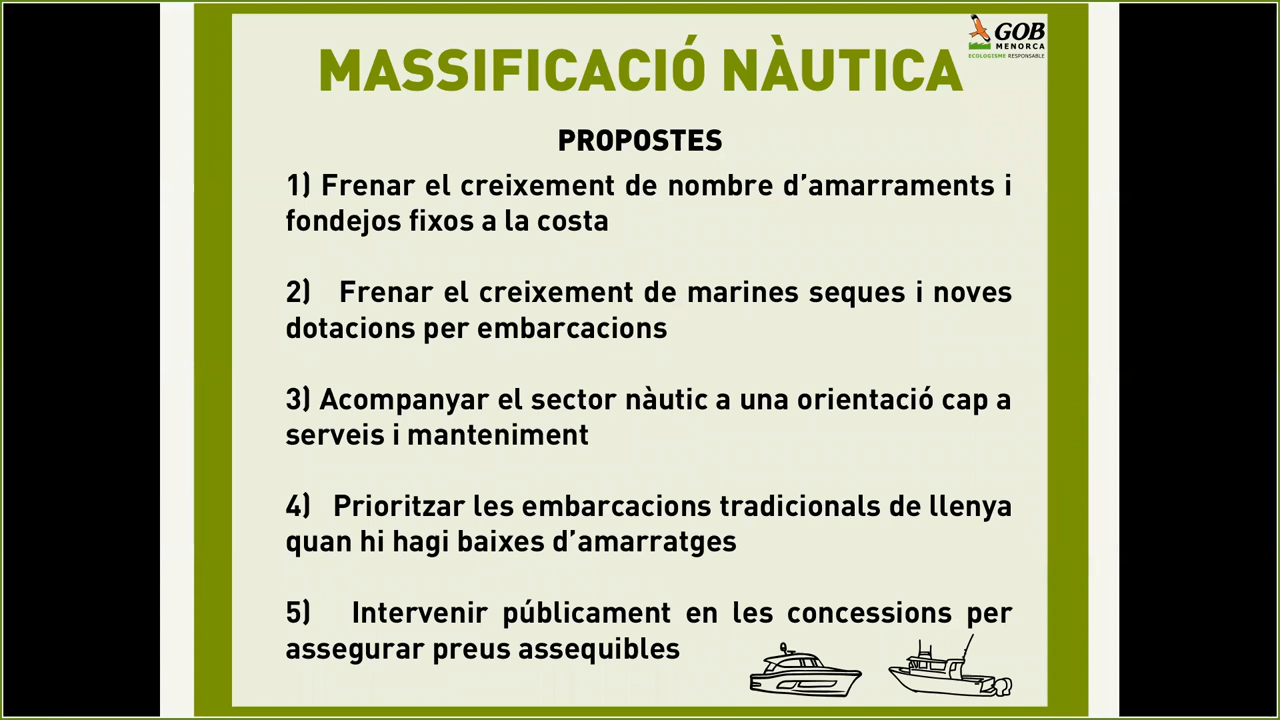 MASSIFICACIÓ NÀUTICA
GOB
MENORCA
ECOLOGISME RESPONSABLE
PROPOSTES
1) Frenar el creixement de nombre d’amarraments i
fondejos fixos a la costa
2) Frenar el creixement de marines seques i noves
dotacions per embarcacions
3) Acompanyar el sector nàutic a una orientació cap a
serveis i manteniment
4) Prioritzar les embarcacions tradicionals de llenya
quan hi hagi baixes d’amarratges
5) Intervenir públicament en les concessions per
assegurar preus assequibles